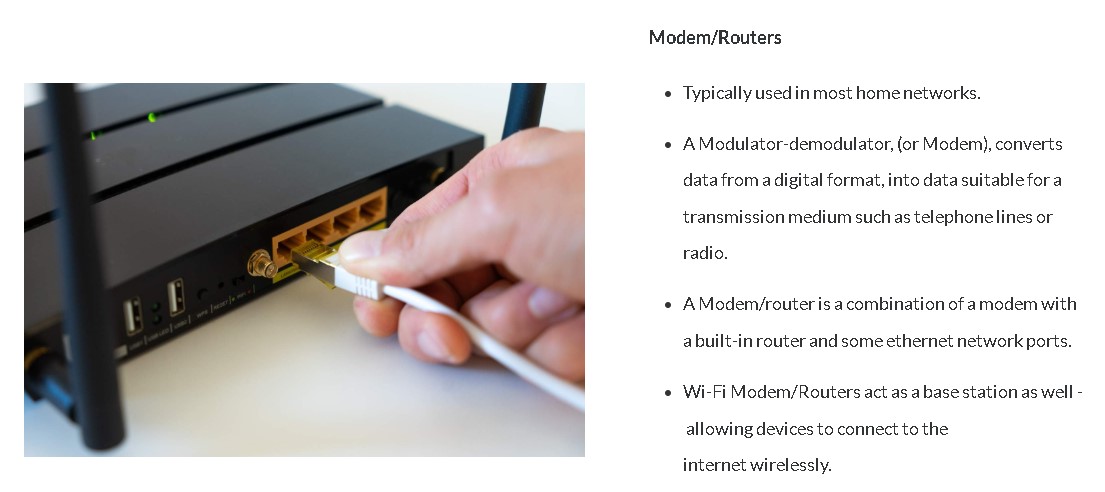 Modem/Routers
Typically used in most home networks.
A Modulator-demodulator, (or Modem), converts
data from a digital format, into data suitable for a
transmission medium such as telephone lines or
radio.
A Modem/router is a combination of a modem with
a built-in router and some ethernet network ports.
Wi-Fi Modem/Routers act as a base station as well -
allowing devices to connect to the
internet wirelessly.